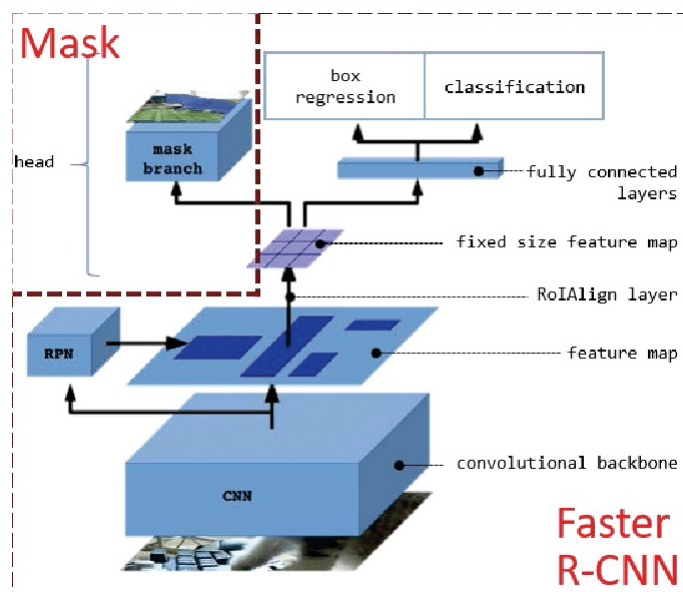 Mask
head
mask
branch
box
regression
classification
fully connected
layers
fixed size feature map
RoIAlign layer
RPN
feature map
convolutional backbone
CNN
Faster
R-CNN